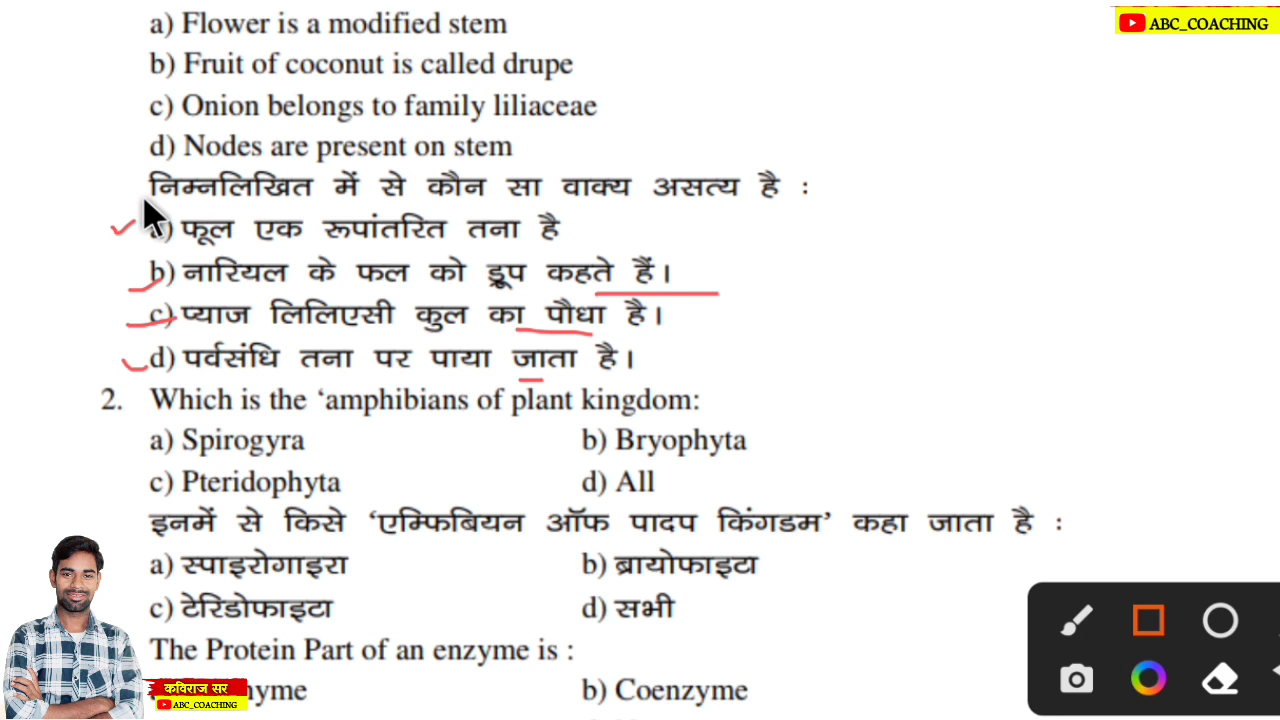 a) Flower is a modified stem
ABC_COACHING
b) Fruit of coconut is called drupe
c) Onion belongs to family liliaceae
d) Nodes are present on stem
निम्नलिखित में से कौन सा वाक्य असत्य है :
) फूल एक रूपांतरित तना है
b) नारियल के फल को ड्रूप कहते हैं।
c) प्याज लिलिएसी कुल का पौधा है।
d) पर्वसंधि तना पर पाया जाता है।
2. Which is the ‘amphibians of plant kingdom:
a) Spirogyra b) Bryophyta
c) Pteridophyta d) All
इनमें से किसे ‘एम्फिबियन ऑफ पादप किंगडम’ कहा जाता है :
a) स्पाइरोगाइरा b) ब्रायोफाइटा
c) टेरिडोफाइटा d) सभी
The Protein Part of an enzyme is :
b) Coenzyme
कविराज सर
ABC_COACHING